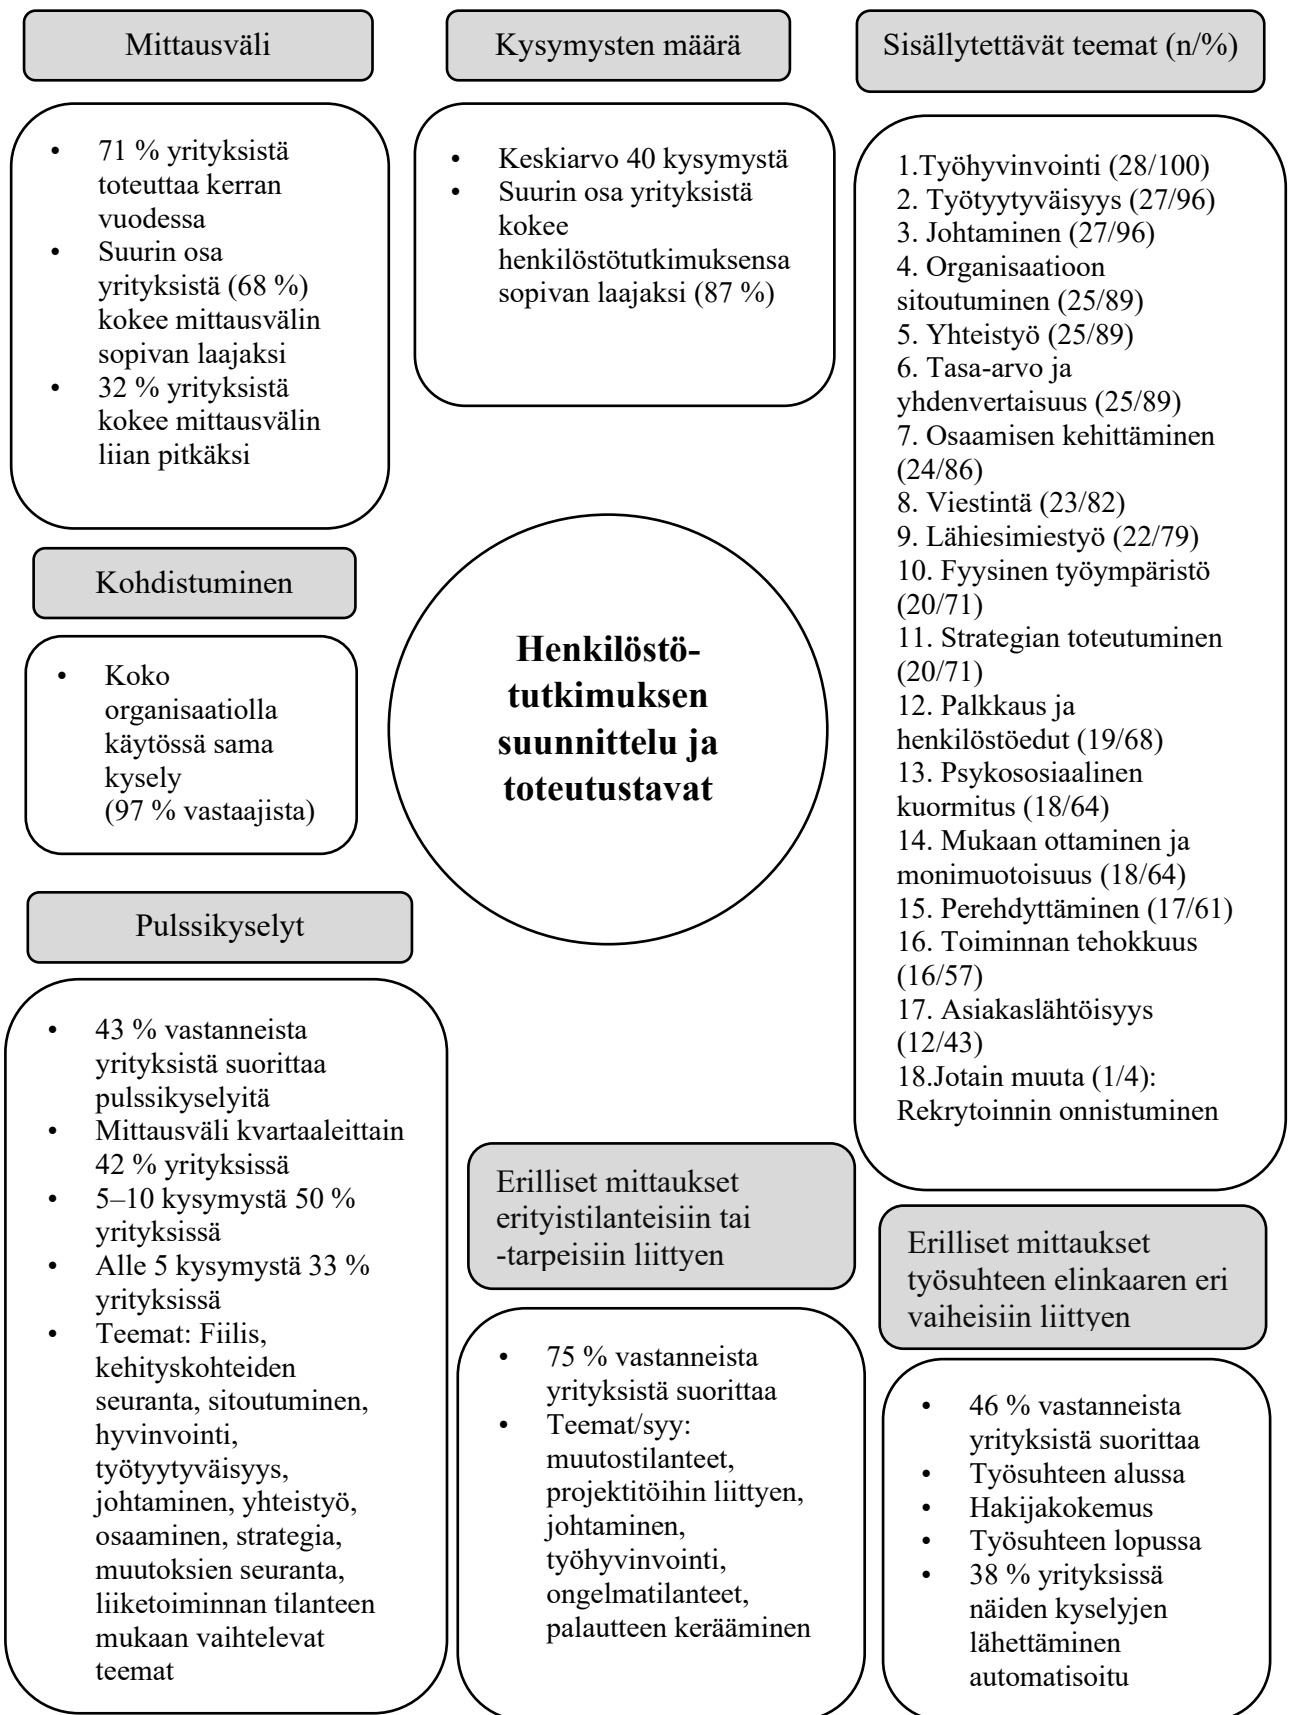 Mittausväli
• 71 % yrityksistä
toteuttaa kerran
vuodessa
• Suurin osa
yrityksistä (68 %)
kokee mittausvälin
sopivan laajaksi
• 32 % yrityksistä
kokee mittausvälin
liian pitkäksi
Kysymysten määrä
• Keskiarvo 40 kysymystä
• Suurin osa yrityksistä
kokee
henkilöstötutkimuksensa
sopivan laajaksi (87 %)
Sisällytettävät teemat (n/%)
1.Työhyvinvointi (28/100)
2. Työtyytyväisyys (27/96)
3. Johtaminen (27/96)
4. Organisaatioon
sitoutuminen (25/89)
5. Yhteistyö (25/89)
6. Tasa-arvo ja
yhdenvertaisuus (25/89)
7. Osaamisen kehittäminen
(24/86)
8. Viestintä (23/82)
9. Lähiesimiestyö (22/79)
10. Fyysinen työympäristö
(20/71)
11. Strategian toteutuminen
(20/71)
12. Palkkaus ja
henkilöstöedut (19/68)
13. Psykososiaalinen
kuormitus (18/64)
14. Mukaan ottaminen ja
monimuotoisuus (18/64)
15. Perehdyttäminen (17/61)
16. Toiminnan tehokkuus
(16/57)
17. Asiakaslähtöisyys
(12/43)
18.Jotain muuta (1/4):
Rekrytoinnin onnistuminen
Kohdistuminen
• Koko
organisaatiolla
käytössä sama
kysely
(97 % vastaajista)
Henkilöstö-
tutkimuksen
suunnittelu ja
toteutustavat
Pulssikyselyt
• 43 % vastanneista
yrityksistä suorittaa
pulssikyselyitä
• Mittausväli kvartaaleittain
42 % yrityksissä
• 5–10 kysymystä 50 %
yrityksissä
• Alle 5 kysymystä 33 %
yrityksissä
• Teemat: Fiilis,
kehityskohteiden
seuranta, sitoutuminen,
hyvinvointi,
työtyytyväisyys,
johtaminen, yhteistyö,
osaaminen, strategia,
muutoksien seuranta,
liiketoiminnan tilanteen
mukaan vaihtelevat
teemat
Erilliset mittaukset
erityistilanteisiin tai
-tarpeisiin liittyen
• 75 % vastanneista
yrityksistä suorittaa
• Teemat/syy:
muutostilanteet,
projektitöihin liittyen,
johtaminen,
työhyvinvointi,
ongelmatilanteet,
palautteen kerääminen
Erilliset mittaukset
työsuhteen elinkaaren eri
vaiheisiin liittyen
• 46 % vastanneista
yrityksistä suorittaa
• Työsuhteen alussa
• Hakijakokemus
• Työsuhteen lopussa
• 38 % yrityksissä
näiden kyselyjen
lähettäminen
automatisoitu